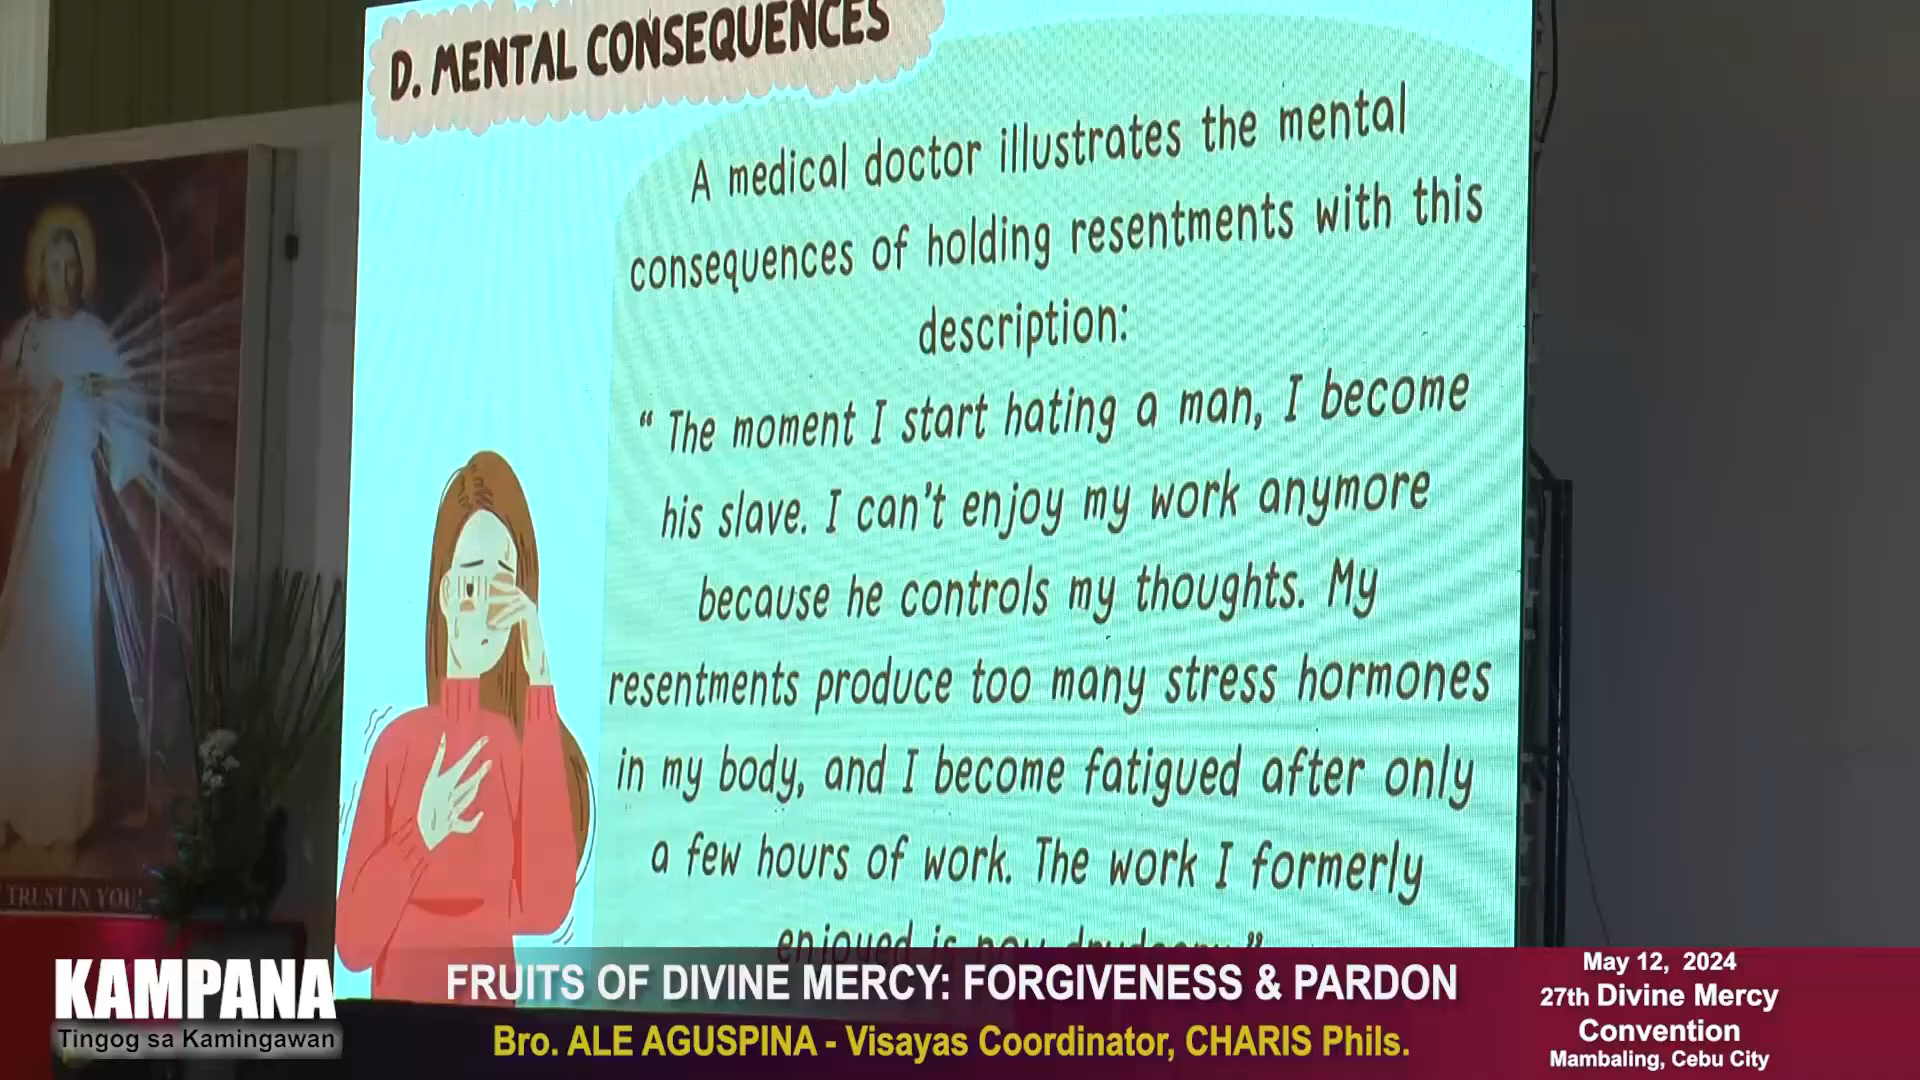 D. MENTAL CONSEQUENCES
A medical doctor illustrates the mental
consequences of holding resentments with this
description:
“ The moment I start hating a man, I become
his slave. I can't enjoy my work anymore
because he controls my thoughts. My
resentments produce too many stress hormones
in my body, and I become fatigued after only
a few hours of work. The work I formerly
enjoyed is now drudgery.”
TRUST IN YOU!
KAMPANA
Tingog sa Kamingawan
FRUITS OF DIVINE MERCY: FORGIVENESS & PARDON
Bro. ALE AGUSPINA - Visayas Coordinator, CHARIS Phils.
May 12, 2024
27th Divine Mercy
Convention
Mambaling, Cebu City